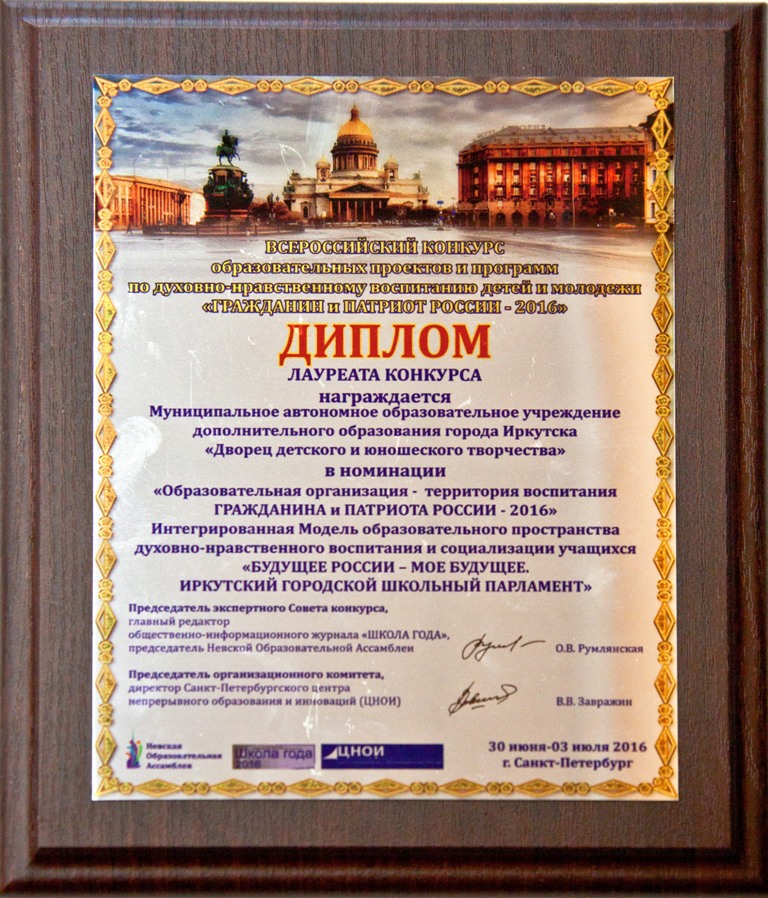 ВСЕРОССИЙСКИЙ КОНКУРС
образовательных проектов и программ
по духовно-нравственному воспитанию детей и молодежи
«ГРАЖДАНИН и ПАТРИОТ РОССИИ - 2016»
ДИПЛОМ
ЛАУРЕАТА КОНКУРСА
награждается
Муниципальное автономное образовательное учреждение
дополнительного образования города Иркутска
«Дворец детского и юношеского творчества»
в номинации
«Образовательная организация - территория воспитания
ГРАЖДАНИНА и ПАТРИОТА РОССИИ - 2016»
Интегрированная Модель образовательного пространства
духовно-нравственного воспитания и социализации учащихся
«БУДУЩЕЕ РОССИИ – МОЕ БУДУЩЕЕ.
ИРКУТСКИЙ ГОРОДСКОЙ ШКОЛЬНЫЙ ПАРЛАМЕНТ»
Председатель экспертного Совета конкурса,
главный редактор
общественно-информационного журнала «ШКОЛА ГОДА»,
председатель Невской Образовательной Ассамблеи
О.В. Румлянская
Председатель организационного комитета,
директор Санкт-Петербургского центра
непрерывного образования и инноваций (ЦНОИ)
В.В. Завражин
Невская
Образовательная
Ассамблея
Школа года
2016
ЦНОИ
30 июня-03 июля 2016
г. Санкт-Петербург